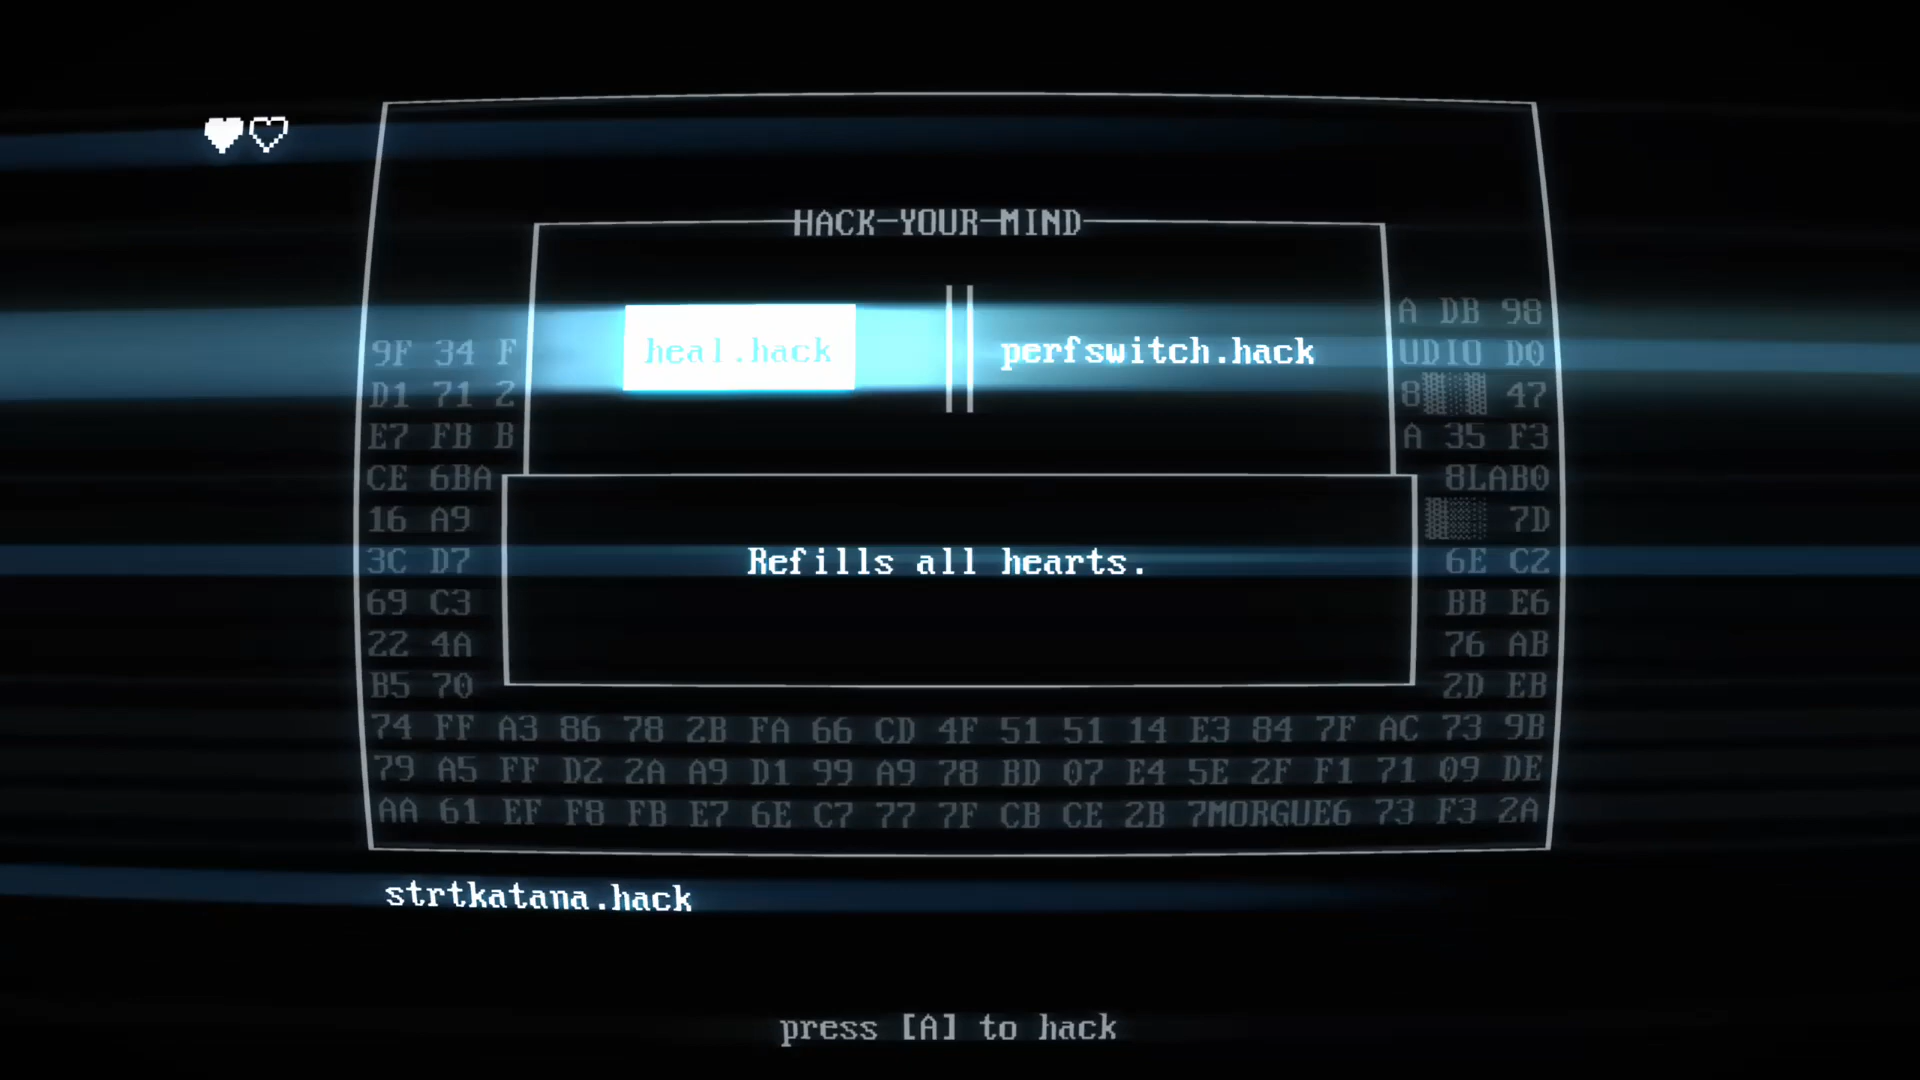 HACK-YOUR-MIND
heal.hack
perfswitch.hack
A DB 98
9F 34 F
UDIO D0
D1 71 2
8 47
E7 FB B
A 35 F3
CE 6BA
8LAB0
16 A9
7D
Refills all hearts.
3C D7
6E C2
69 C3
BB E6
22 4A
76 AB
B5 70
2D EB
74 FF A3 86 78 2B FA 66 CD 4F 51 51 14 E3 84 7F AC 73 9B
79 A5 FF D2 2A A9 D1 99 A9 78 BD 07 E4 5E 2F F1 71 09 DE
AA 61 EF F8 FB E7 6E C7 77 7F CB CE 2B 7MORGUE6 73 F3 2A
strtkatana.hack
press [A] to hack